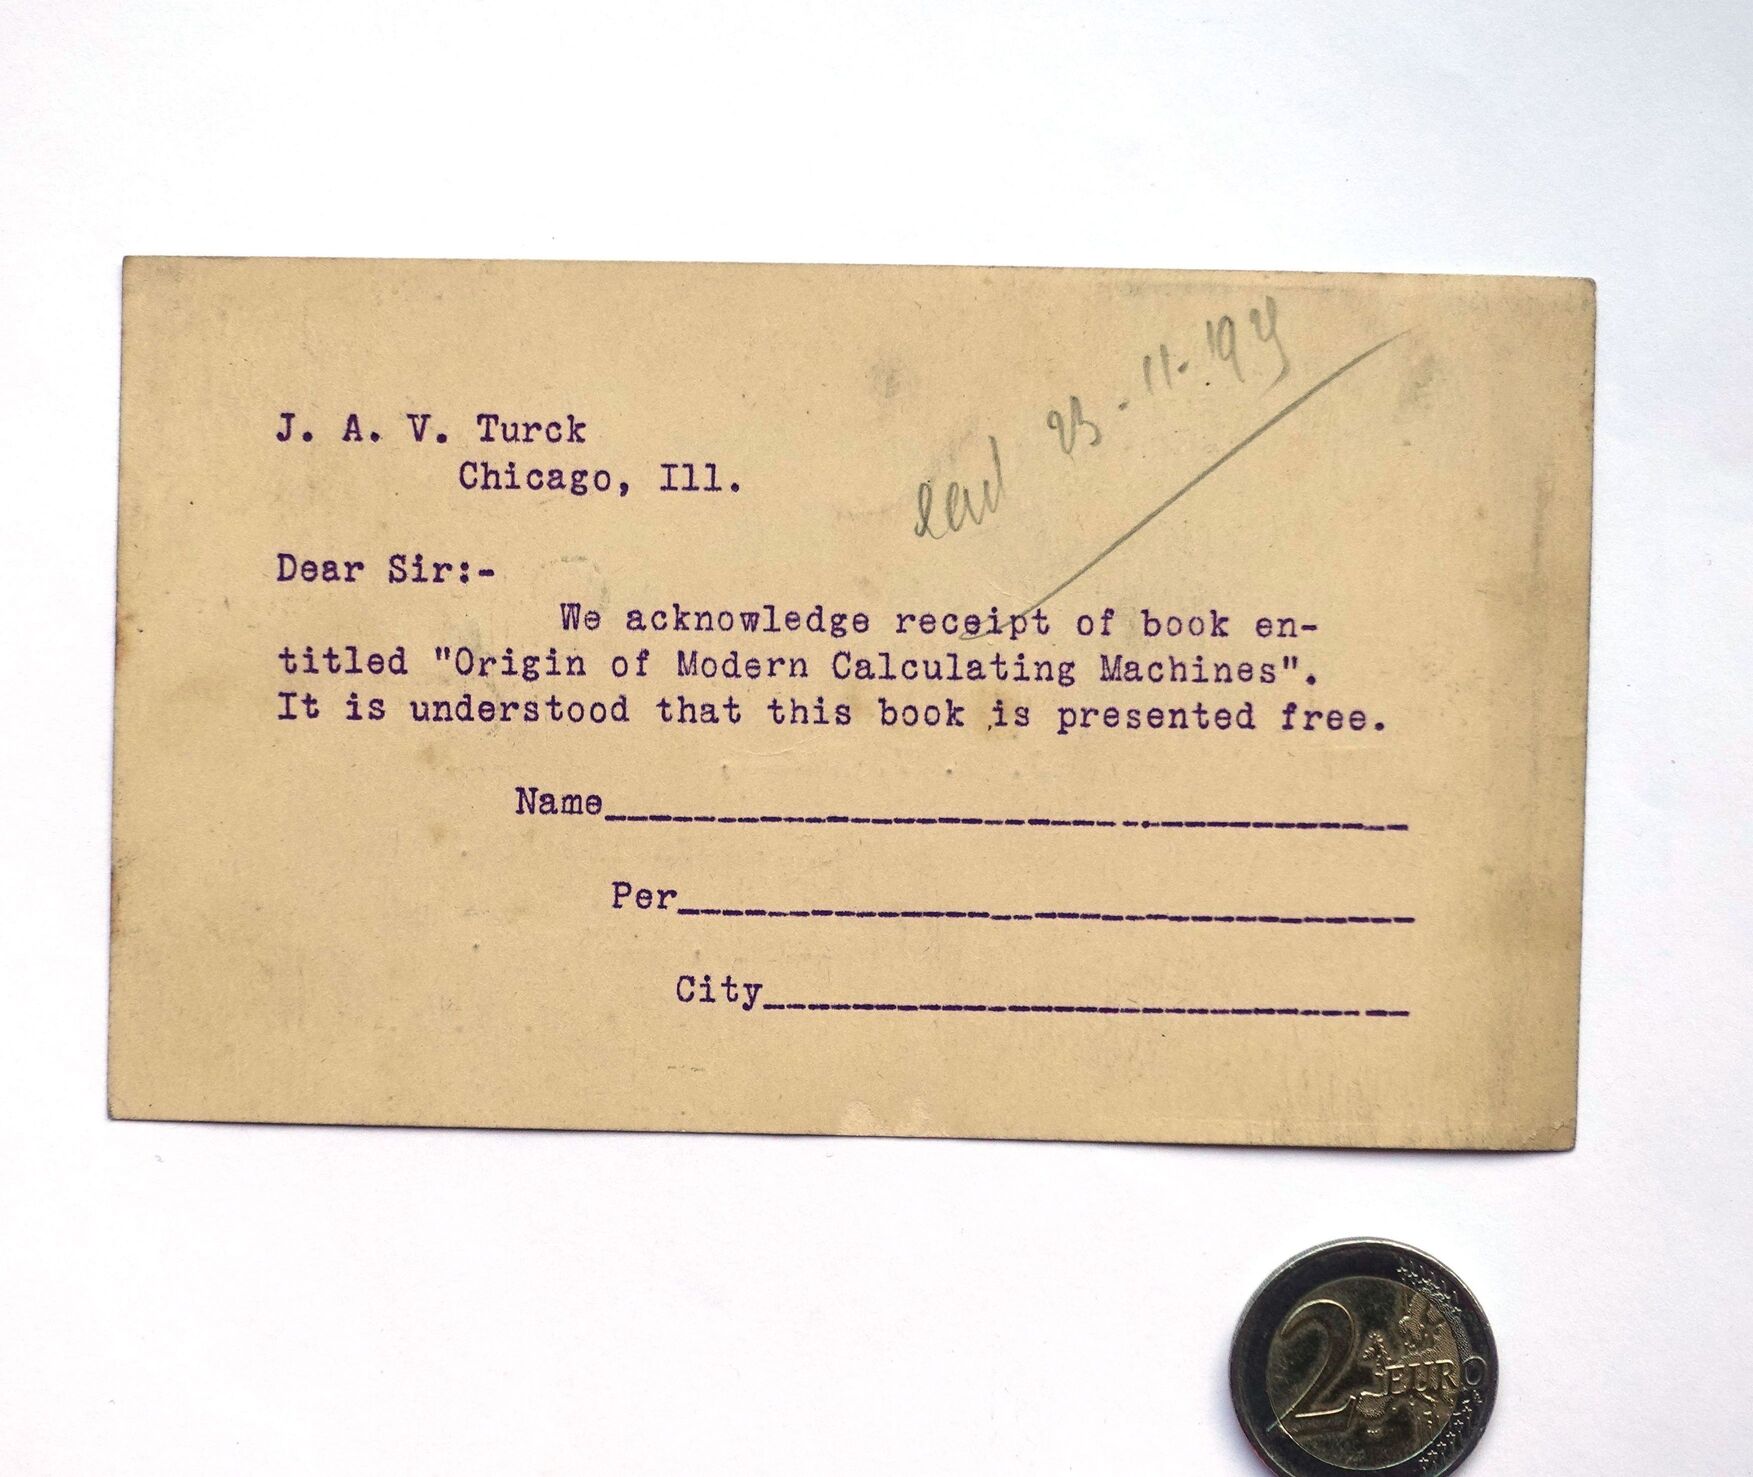 23-11-19
J. A. V. Turck
Chicago, Ill.
Dear Sir:-
We acknowledge receipt of book en-
titled "Origin of Modern Calculating Machines".
It is understood that this book is presented free.
Name
Per
City
2 EURO